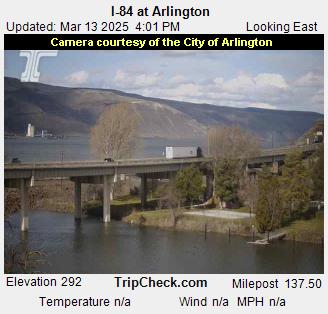 I-84 at Arlington
Updated: Mar 13 2025 4:01 PM Looking East
Camera courtesy of the City of Arlington
Elevation 292 TripCheck.com Milepost 137.50
Temperature n/a Wind n/a MPH n/a